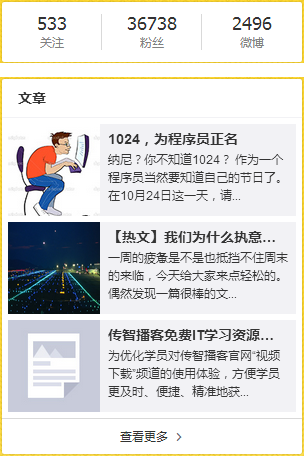 533
36738
2496
关注
粉丝
微博
文章
1024，为程序员正名
纳尼？你不知道1024？ 作为一个
程序员当然要知道自己的节日了。
在10月24日这一天，请...
【热文】我们为什么执意...
一周的疲惫是不是也抵挡不住周末
的来临，今天给大家来点轻松的。
偶然发现一篇很棒的文...
传智播客免费IT学习资源...
为优化学员对传智播客官网“视频
下载”频道的使用体验，方便学员
更及时、便捷、精准地获...
查看更多 >